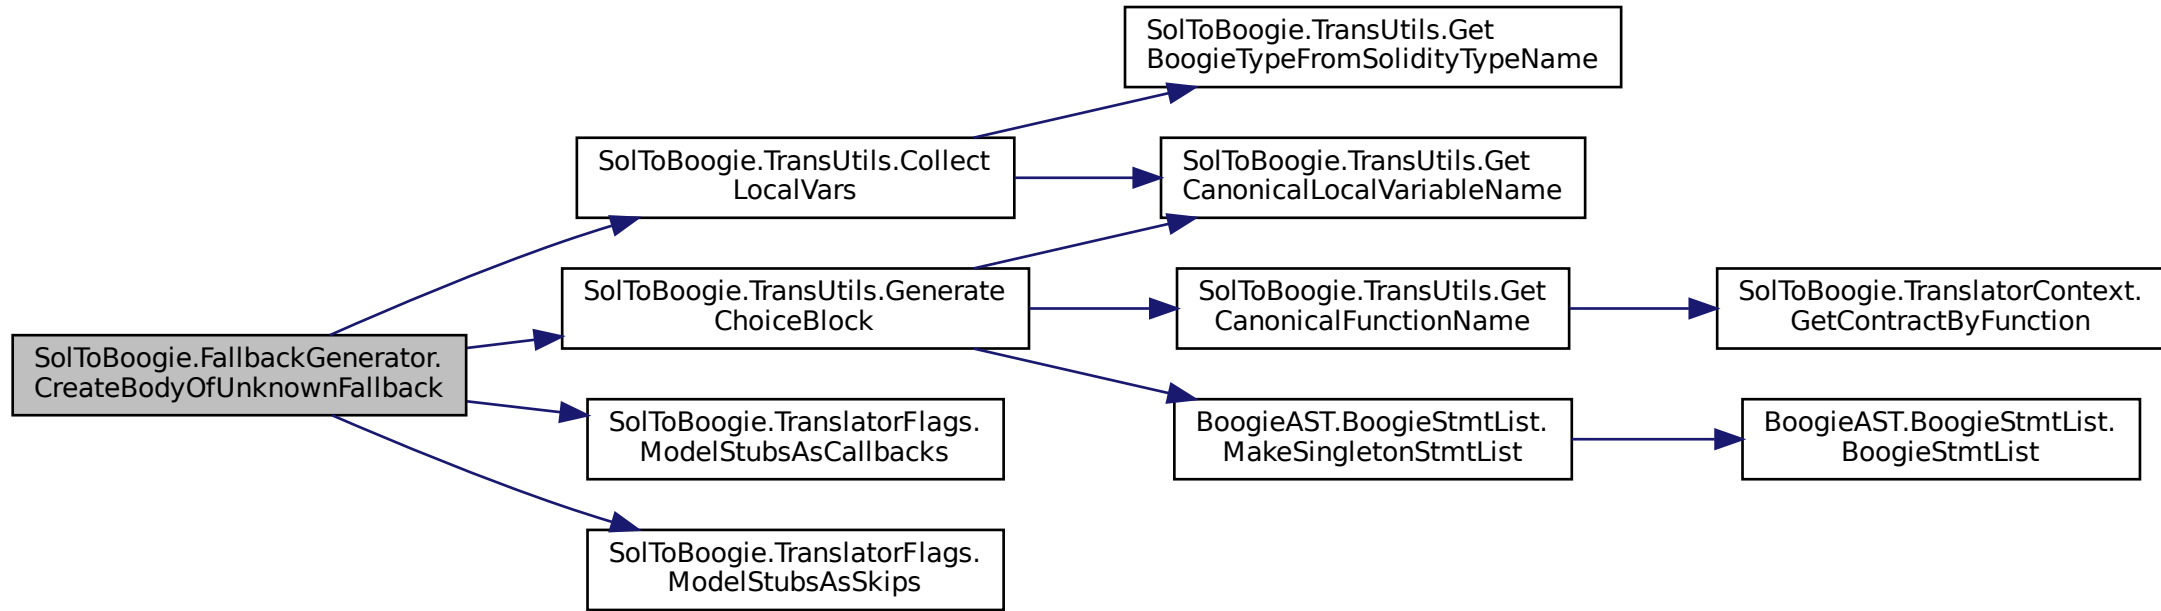 SolToBoogie.FallbackGenerator.
CreateBodyOfUnknownFallback
SolToBoogie.TransUtils.Collect
LocalVars
SolToBoogie.TransUtils.Get
BoogieTypeFromSolidityTypeName
SolToBoogie.TransUtils.Get
CanonicalLocalVariableName
SolToBoogie.TransUtils.Generate
ChoiceBlock
SolToBoogie.TransUtils.Get
CanonicalFunctionName
SolToBoogie.TranslatorContext.
GetContractByFunction
BoogieAST.BoogieStmtList.
MakeSingletonStmtList
BoogieAST.BoogieStmtList.
BoogieStmtList
SolToBoogie.TranslatorFlags.
ModelStubsAsCallbacks
SolToBoogie.TranslatorFlags.
ModelStubsAsSkips